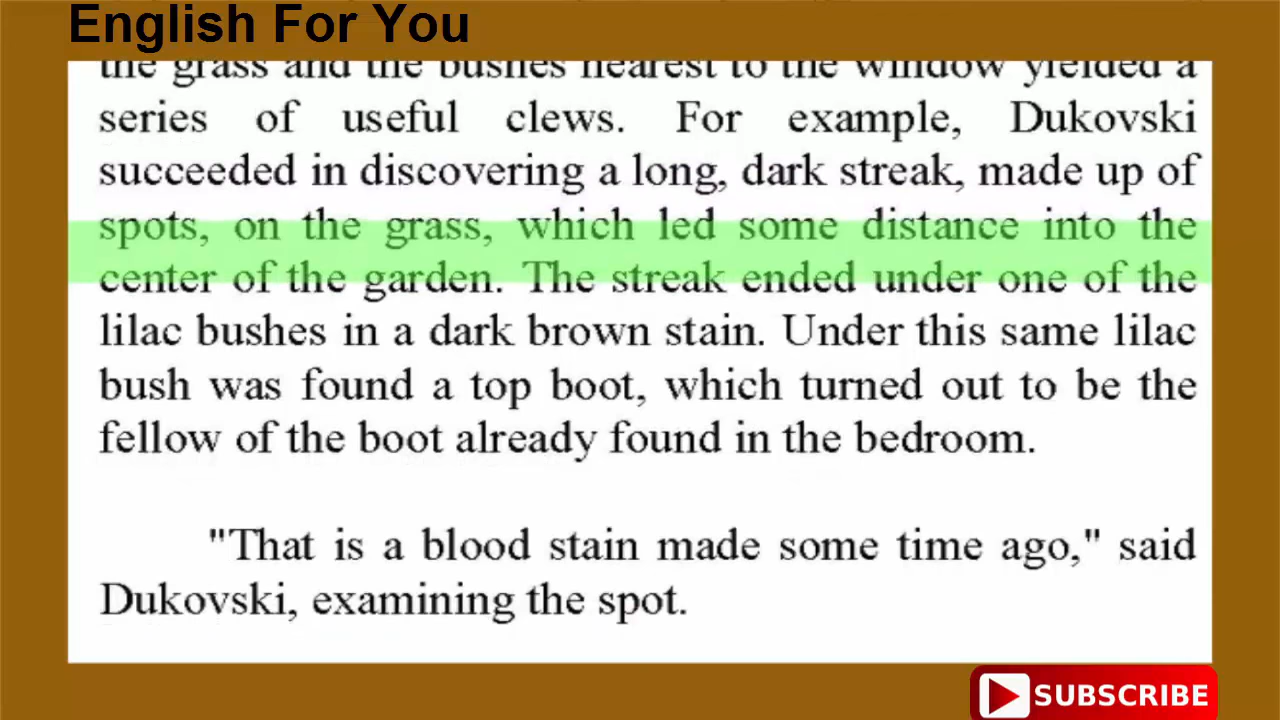 English For You
the grass and the bushes nearest to the window yielded a
series of useful clews. For example, Dukovski
succeeded in discovering a long, dark streak, made up of
spots, on the grass, which led some distance into the
center of the garden. The streak ended under one of the
lilac bushes in a dark brown stain. Under this same lilac
bush was found a top boot, which turned out to be the
fellow of the boot already found in the bedroom.
"That is a blood stain made some time ago," said
Dukovski, examining the spot.
SUBSCRIBE